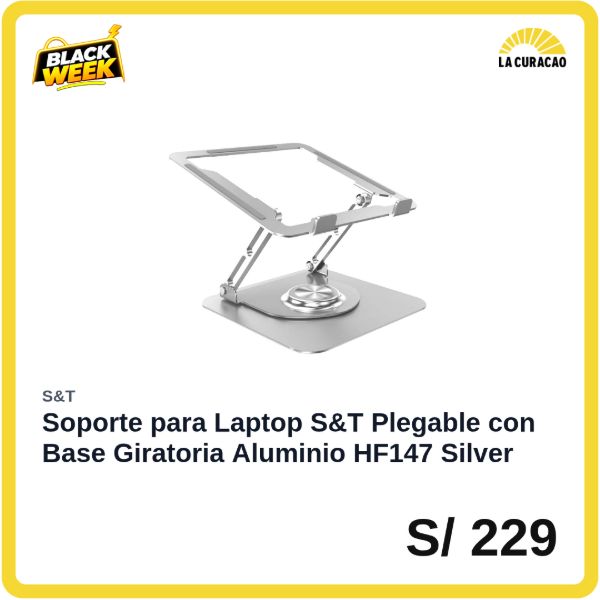 BLACK
WEEK
LA CURACAO
S&T
Soporte para Laptop S&T Plegable con
Base Giratoria Aluminio HF147 Silver
S/ 229